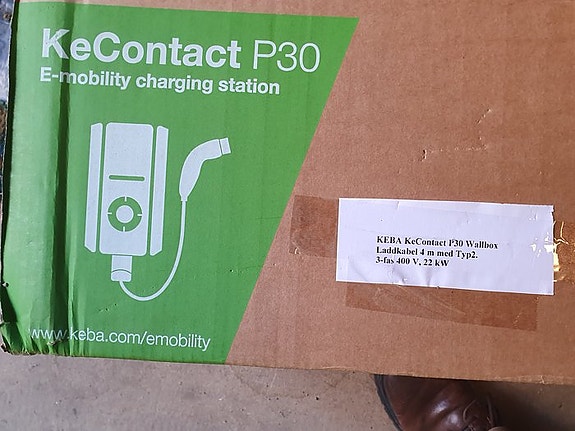 KeContact P30
E-mobility charging station
KEBA KeContact P30 Wallbox
Laddkabel 4 m med Typ2.
3-fas 400 V, 22 kW
www.keba.com/emobility